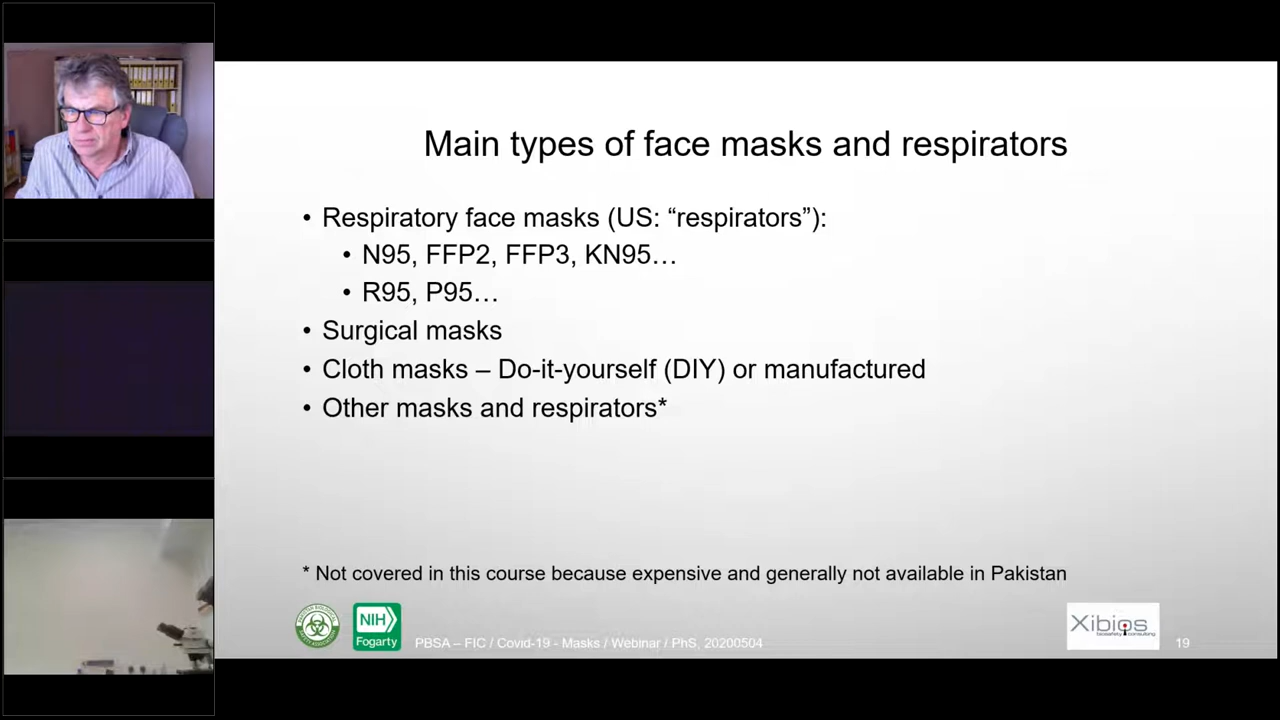 Main types of face masks and respirators
• Respiratory face masks (US: “respirators”):
• N95, FFP2, FFP3, KN95…
• R95, P95…
• Surgical masks
• Cloth masks – Do-it-yourself (DIY) or manufactured
• Other masks and respirators*
* Not covered in this course because expensive and generally not available in Pakistan
NIH
Fogarty
PBSA – FIC / Covid-19 - Masks / Webinar / PhS, 20200504
Xibios
biosafety consulting
19